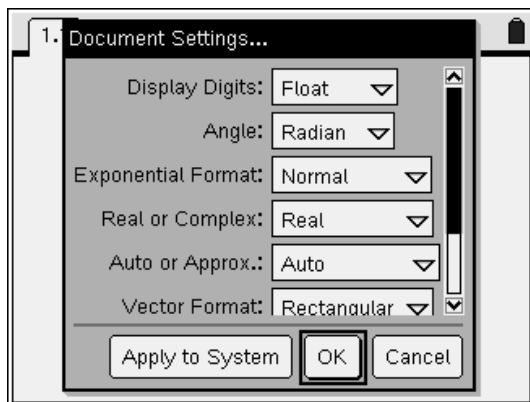 1.
Document Settings...
Display Digits: Float
Angle: Radian
Exponential Format: Normal
Real or Complex: Real
Auto or Approx.: Auto
Vector Format: Rectangular
Apply to System OK Cancel